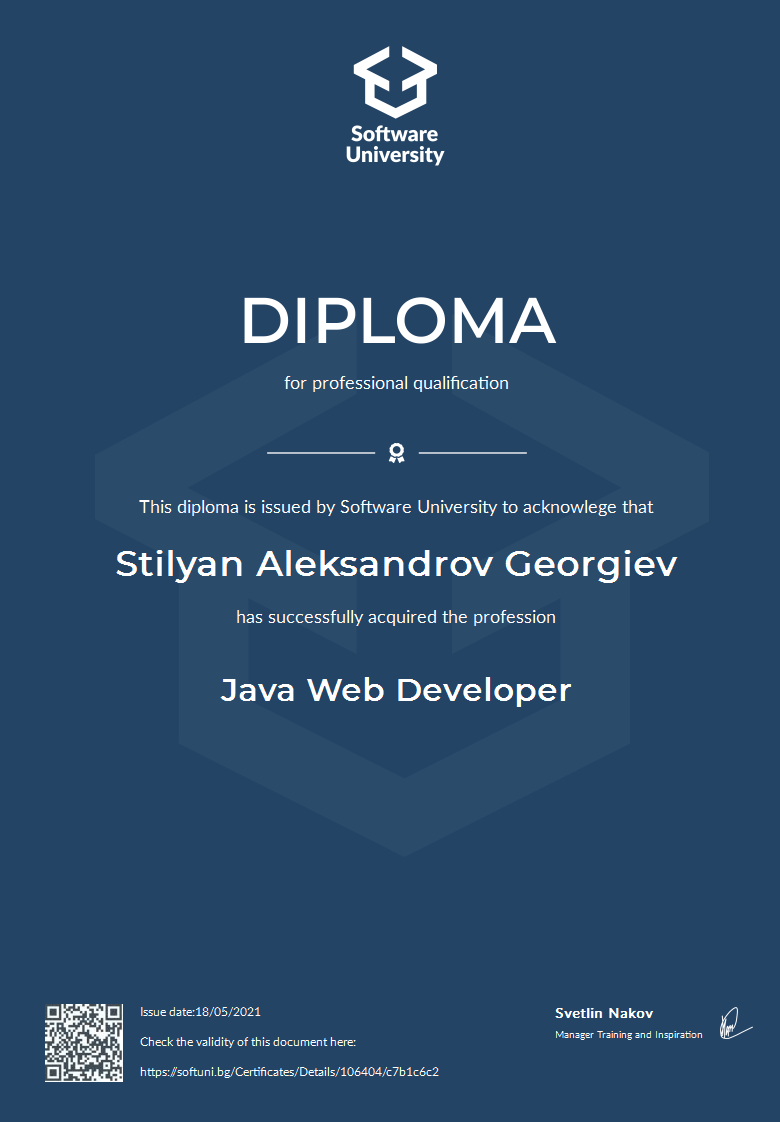 Software
University
DIPLOMA
for professional qualification
This diploma is issued by Software University to acknowlege that
Stilyan Aleksandrov Georgiev
has successfully acquired the profession
Java Web Developer
Issue date:18/05/2021
Check the validity of this document here:
https://softuni.bg/Certificates/Details/106404/c7b1c6c2
Svetlin Nakov
Manager Training and Inspiration